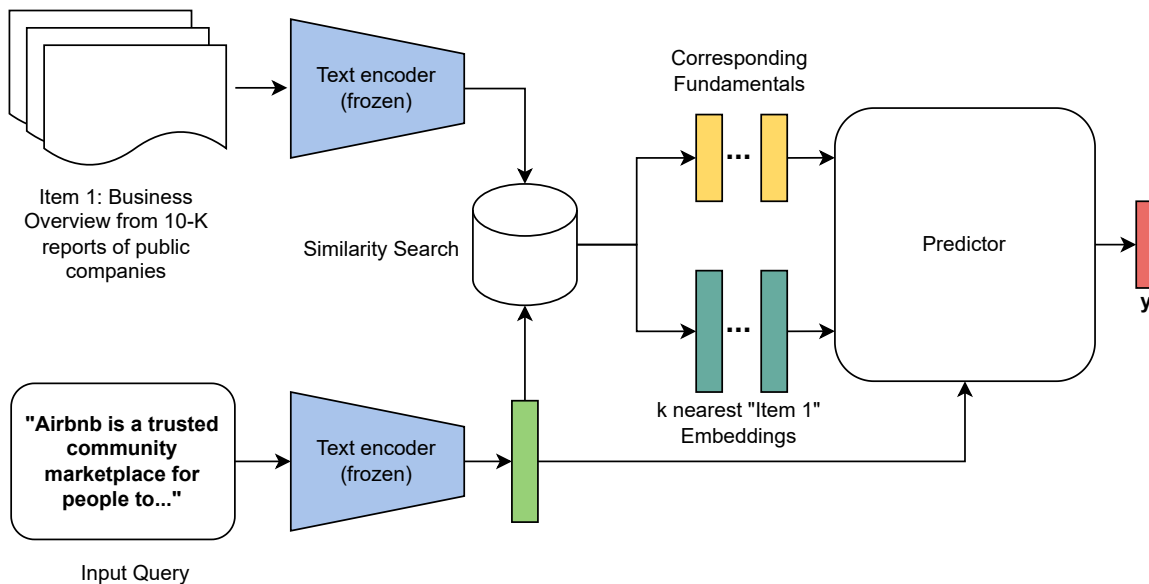 Text encoder
(frozen)
Item 1: Business
Overview from 10-K
reports of public
companies
Similarity Search
Corresponding
Fundamentals
...
...
k nearest "Item 1"
Embeddings
Predictor
y
"Airbnb is a trusted
community
marketplace for
people to..."
Input Query
Text encoder
(frozen)